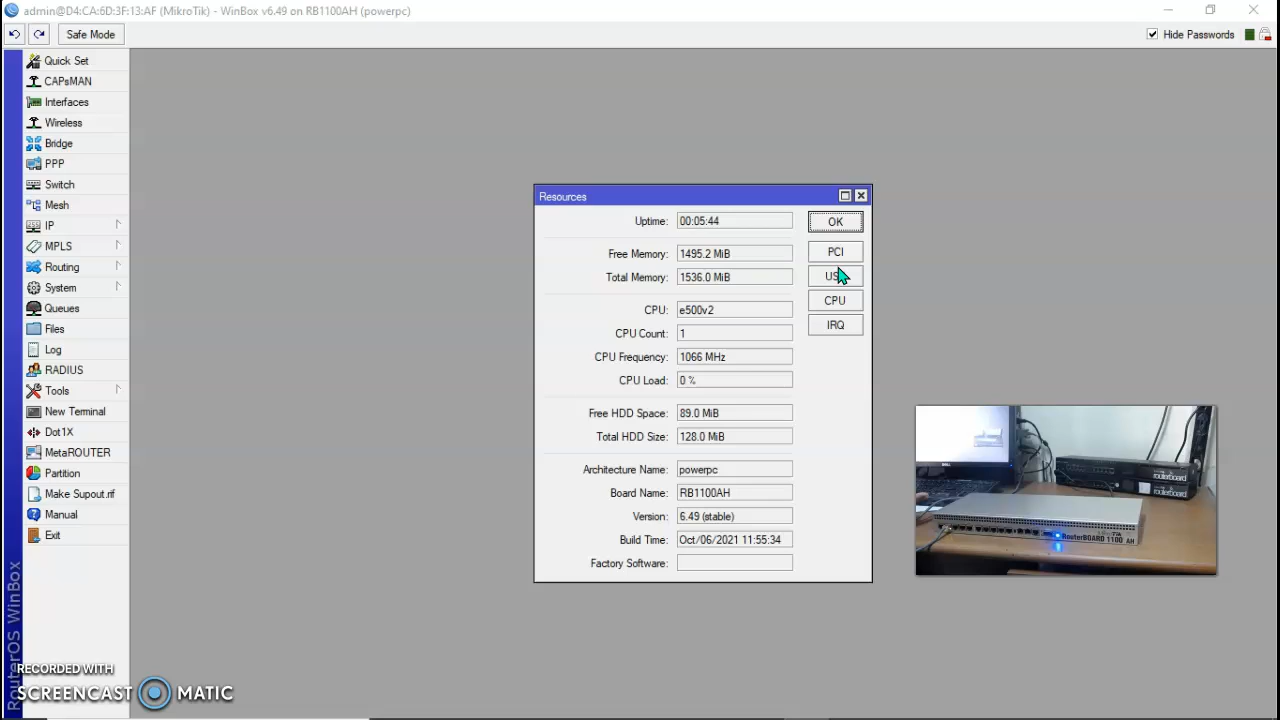 admin@D4:CA:6D:3F:13:AF (MikroTik) - WinBox v6.49 on RB1100AH (powerpc)
Safe Mode
Hide Passwords
Quick Set
CAPsMAN
Interfaces
Wireless
Bridge
PPP
Switch
Mesh
IP
MPLS
Routing
System
Queues
Files
Log
RADIUS
Tools
New Terminal
Dot1X
MetaROUTER
Partition
Make Supout.rif
Manual
Exit
RouterOS WinBox
Resources
Uptime: 00:05:44
Free Memory: 1495.2 MiB
Total Memory: 1536.0 MiB
CPU: e500v2
CPU Count: 1
CPU Frequency: 1066 MHz
CPU Load: 0 %
Free HDD Space: 89.0 MiB
Total HDD Size: 128.0 MiB
Architecture Name: powerpc
Board Name: RB1100AH
Version: 6.49 (stable)
Build Time: Oct/06/2021 11:55:34
Factory Software:
OK
PCI
CPU
IRQ
routerboard
routerboard
RouterBOARD 1100 AH
RECORDED WITH
SCREENCAST MATIC